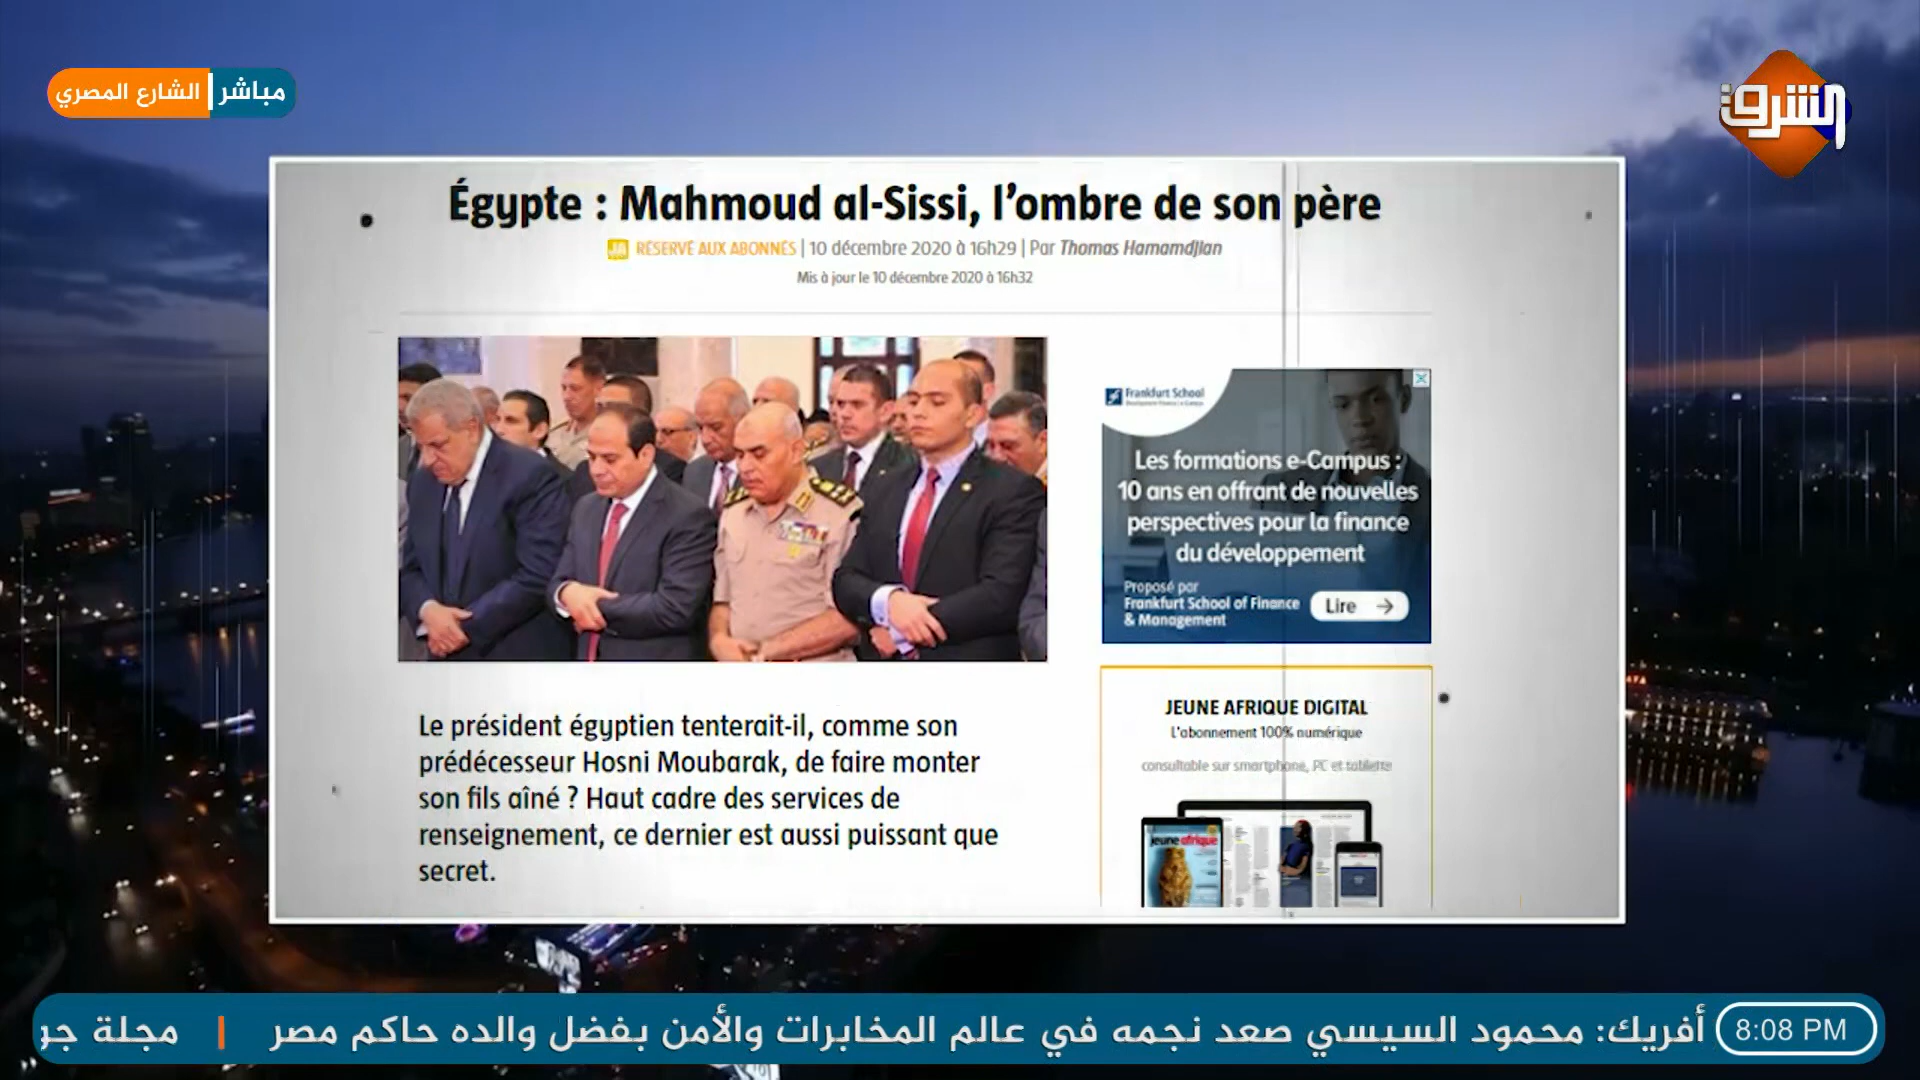 مباشر | الشارع المصري
الشرق
Égypte : Mahmoud al-Sissi, l’ombre de son père
JA RÉSERVÉ AUX ABONNÉS | 10 décembre 2020 à 16h29 | Par Thomas Hamamdjian
Mis à jour le 10 décembre 2020 à 16h32
Le président égyptien tenterait-il, comme son
prédécesseur Hosni Moubarak, de faire monter
son fils aîné ? Haut cadre des services de
renseignement, ce dernier est aussi puissant que
secret.
Frankfurt School
Les formations e-Campus :
10 ans en offrant de nouvelles
perspectives pour la finance
du développement
Proposé par
Frankfurt School of Finance
& Management
Lire →
JEUNE AFRIQUE DIGITAL
L'abonnement 100% numérique
consultable sur smartphone, PC et tablette
jeune afrique
8:08 PM
أفريك: محمود السيسي صعد نجمه في عالم المخابرات والأمن بفضل والده حاكم مصر | مجلة جو